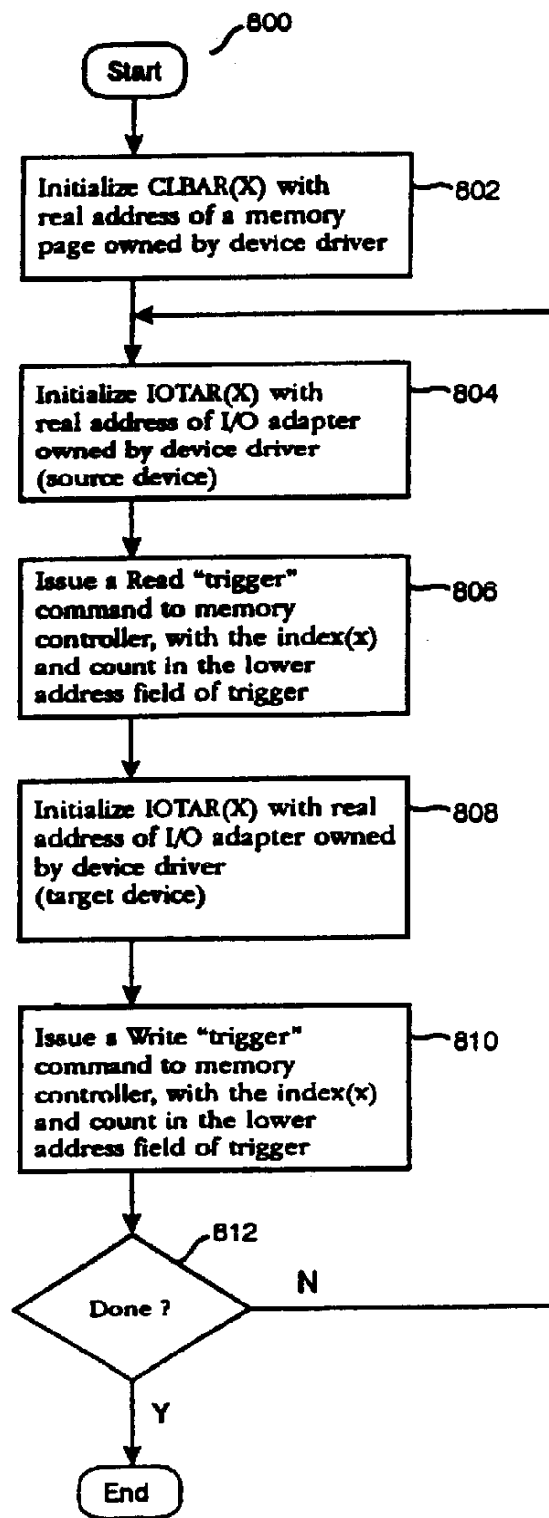 800
Start
Initialize CLBAR(X) with
real address of a memory
page owned by device driver
802
Initialize IOTAR(X) with
real address of I/O adapter
owned by device driver
(source device)
804
Issue a Read “trigger”
command to memory
controller, with the index(x)
and count in the lower
address field of trigger
806
Initialize IOTAR(X) with real
address of I/O adapter owned
by device driver
(target device)
808
Issue a Write “trigger”
command to memory
controller, with the index(x)
and count in the lower
address field of trigger
810
812
Done ?
N
Y
End